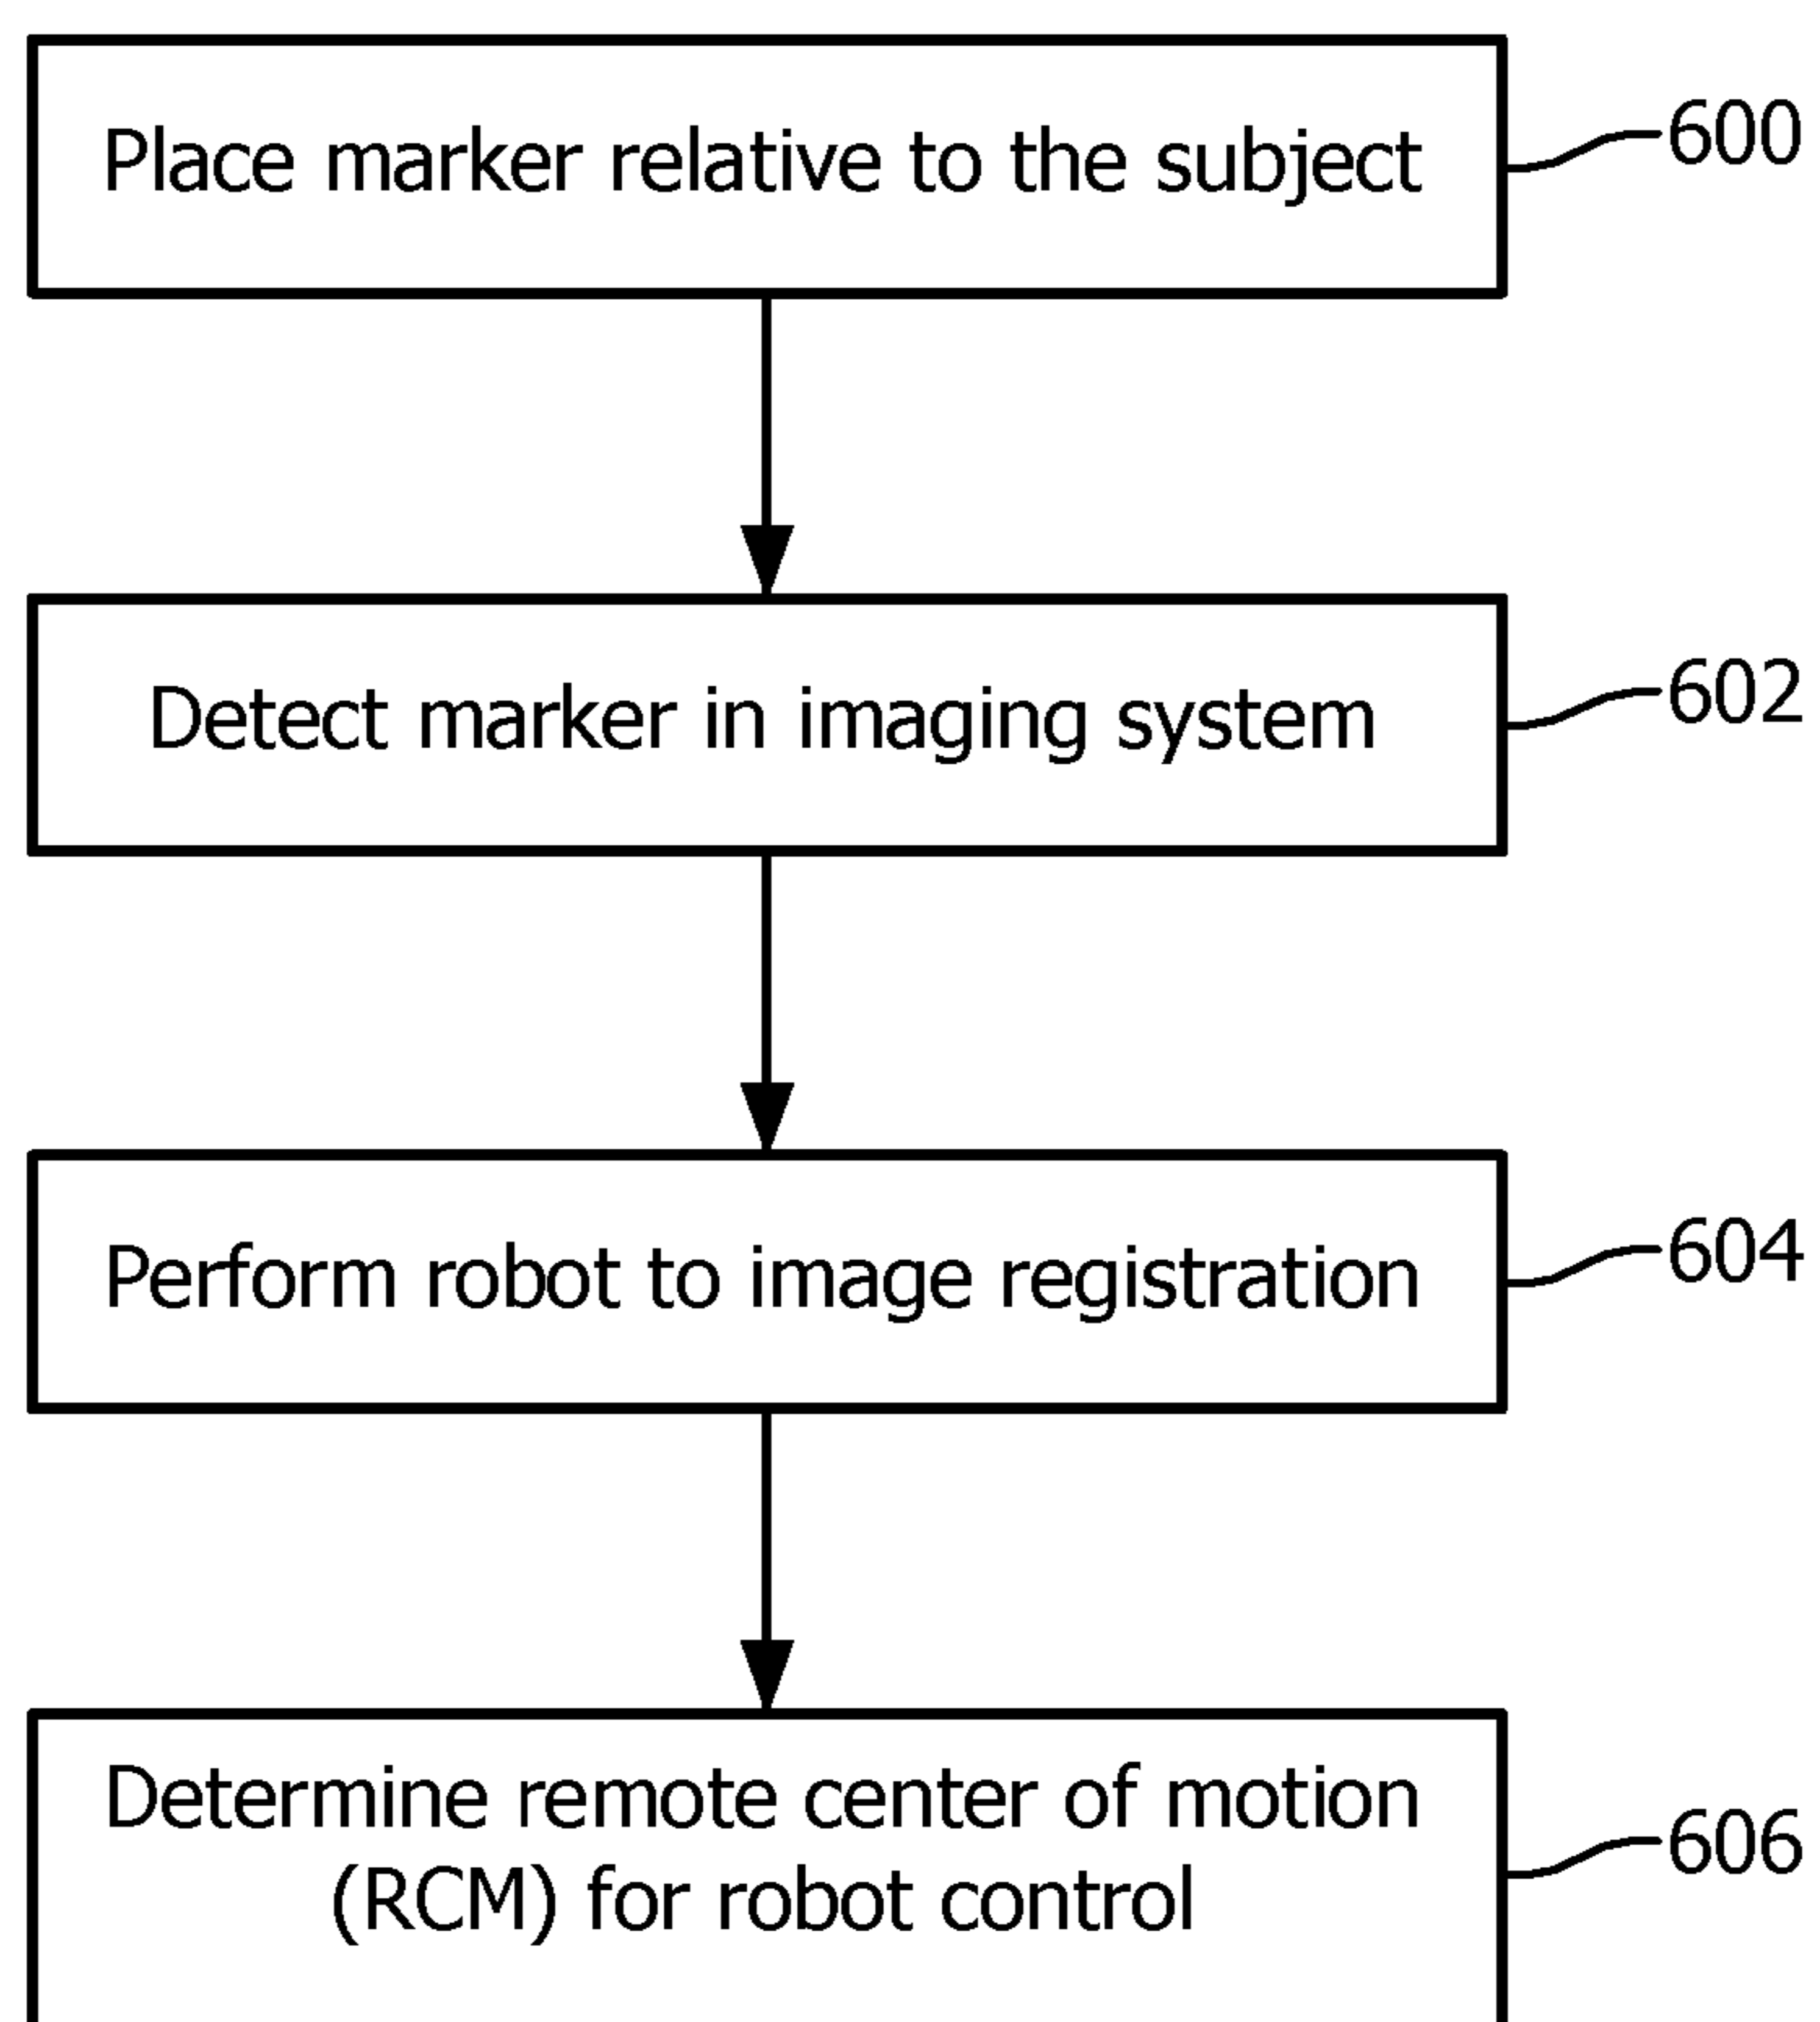 Place marker relative to the subject
600
Detect marker in imaging system
602
Perform robot to image registration
604
Determine remote center of motion
(RCM) for robot control
606